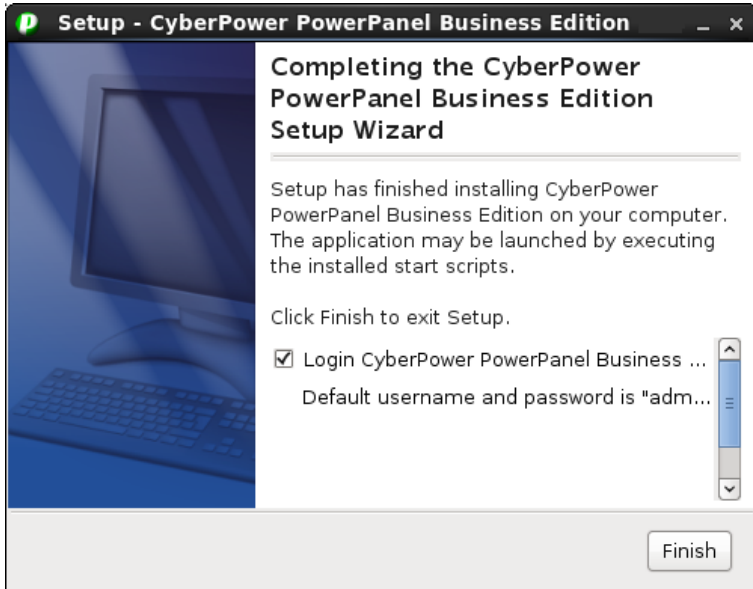 Setup - CyberPower PowerPanel Business Edition
Completing the CyberPower
PowerPanel Business Edition
Setup Wizard
Setup has finished installing CyberPower
PowerPanel Business Edition on your computer.
The application may be launched by executing
the installed start scripts.
Click Finish to exit Setup.
Login CyberPower PowerPanel Business ...
Default username and password is "adm...
Finish